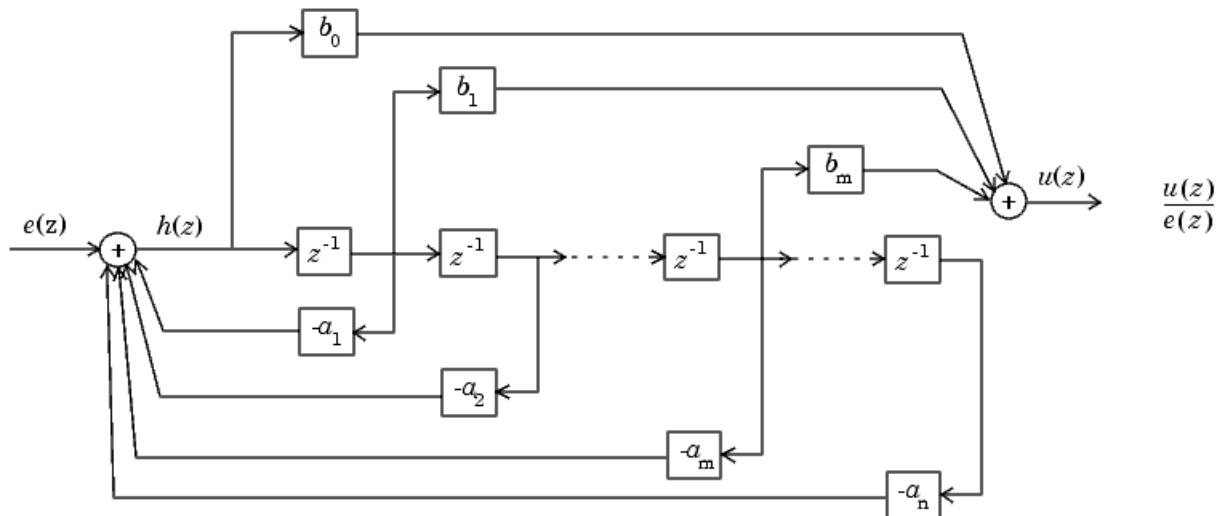 b₀
b₁
bₘ
u(z)
u(z)
e(z)
e(z)
h(z)
z⁻¹
z⁻¹
z⁻¹
z⁻¹
+
+
-a₁
-a₂
-aₘ
-aₙ